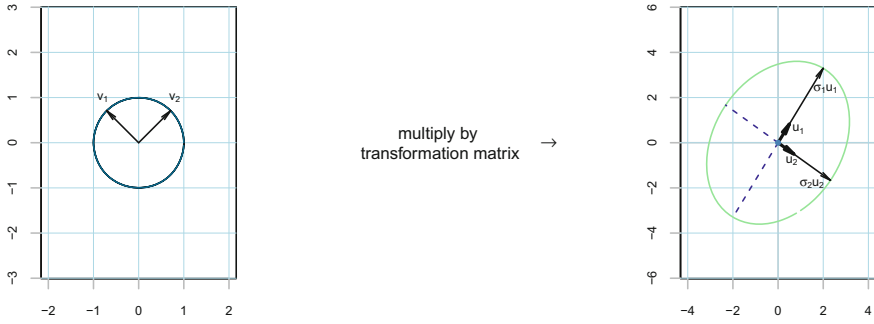 3
2
1
0
−1
−2
−3
−2 −1 0 1 2
v1 v2
multiply by
transformation matrix →
6
4
2
0
−2
−4
−6
−4 −2 0 2 4
σ1u1
u1
u2
σ2u2